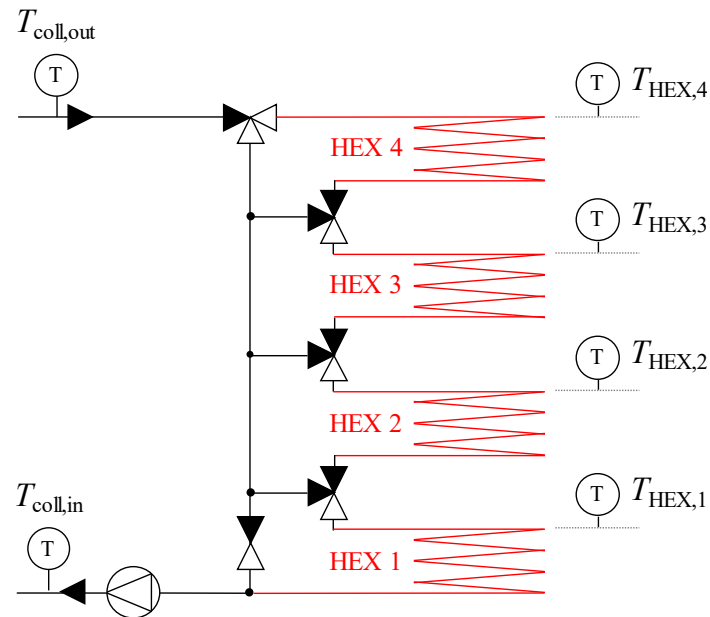 T_coll,out
T
T
T_HEX,4
HEX 4
T
T_HEX,3
HEX 3
T
T_HEX,2
HEX 2
T_coll,in
T
T_HEX,1
T
HEX 1